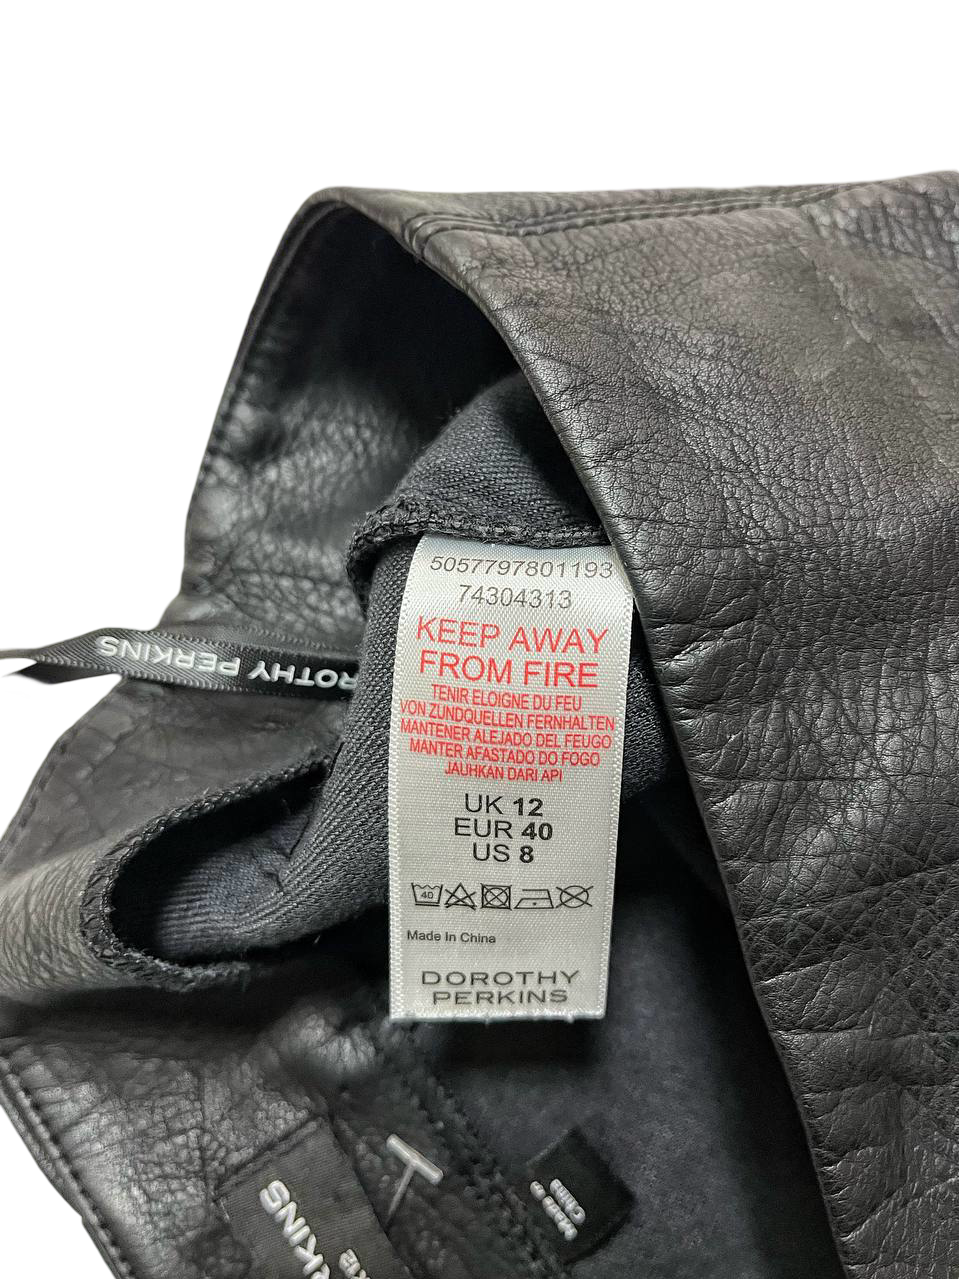 5057797801193
74304313
KEEP AWAY
FROM FIRE
TENIR ELOIGNE DU FEU
VON ZUNDQUELLEN FERNHALTEN
MANTENER ALEJADO DEL FEUGO
MANTER AFASTADO DO FOGO
JAUHKAN DARI API
UK 12
EUR 40
US 8
40
Made In China
DOROTHY
PERKINS
ROTHY PERKINS
RKINS